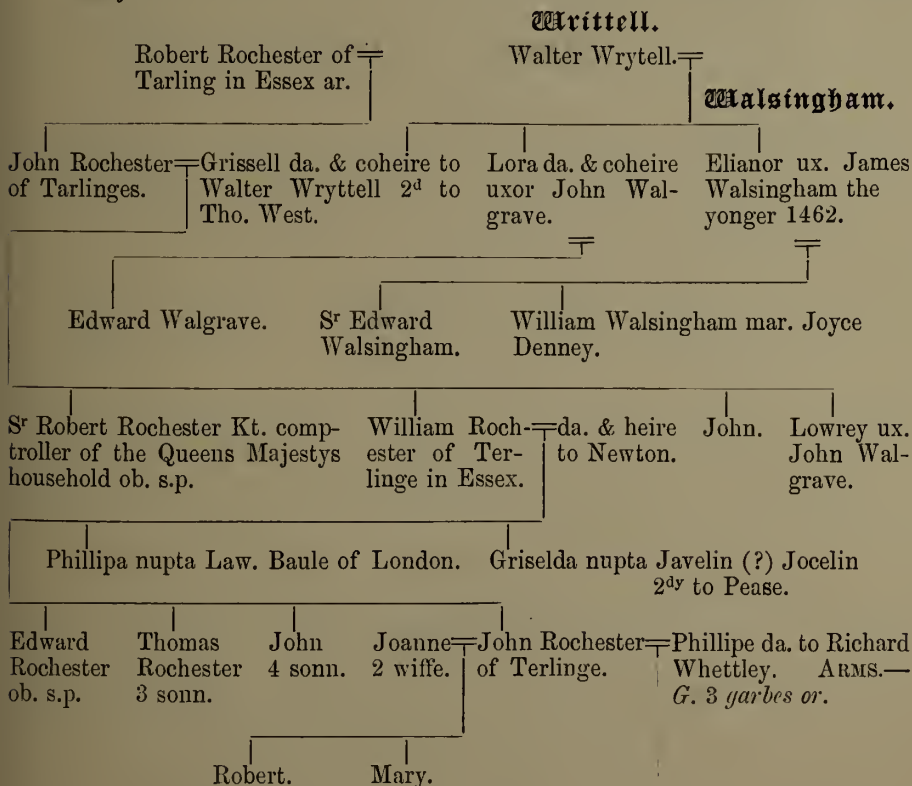 Writtell.
Robert Rochester of
Tarling in Essex ar.
Walter Wrytell.
Walsingham.
John Rochester
of Tarlinges.
Grissell da. & coheire to
Walter Wryttell 2d to
Tho. West.
Lora da. & coheire
uxor John Wal-
grave.
Elianor ux. James
Walsingham the
yonger 1462.
Edward Walgrave.
Sr Edward
Walsingham.
William Walsingham mar. Joyce
Denney.
Sr Robert Rochester Kt. comp-
troller of the Queens Majestys
household ob. s.p.
William Roch-
ester of Ter-
linge in Essex.
da. & heire
to Newton.
John.
Lowrey ux.
John Wal-
grave.
Phillipa nupta Law. Baule of London.
Griselda nupta Javelin (?) Jocelin
2dy to Pease.
Edward
Rochester
ob. s.p.
Thomas
Rochester
3 sonn.
John
4 sonn.
Joanne
2 wiffe.
John Rochester
of Terlinge.
Phillipe da. to Richard
Whettley. ARMS.—
G. 3 garbes or.
Robert.
Mary.